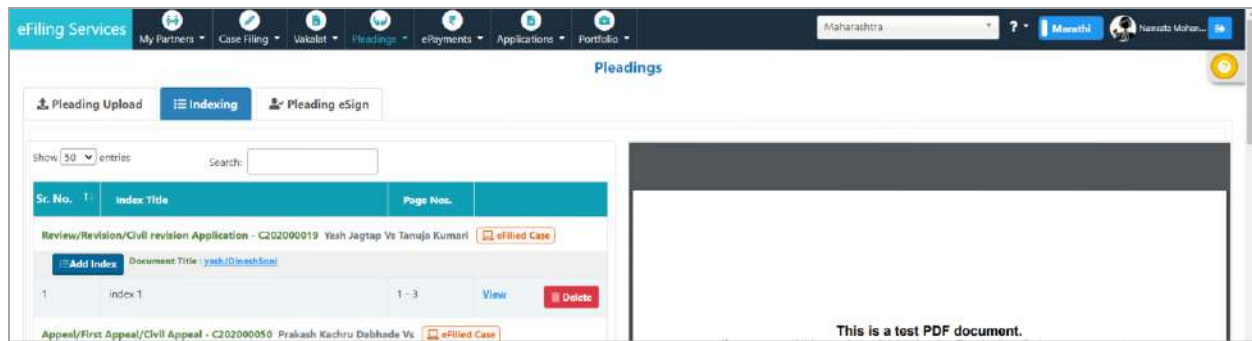 eFiling Services
My Partners
Case Filing
Vakalat
Pleadings
ePayments
Applications
Portfolio
Maharashtra
?
Marathi
Namrata Mohan...
Pleadings
?
Pleading Upload
Indexing
Pleading eSign
Show 50 entries
Search:
Sr. No.
Index Title
Page Nos.
Review/Revision/Civil revision Application - C202000019 Yash Jagtap Vs Tanuja Kumari
eFilied Case
Add Index
Document Title : yash/DineshSoni
1
index 1
1 - 3
View
Delete
Appeal/First Appeal/Civil Appeal - C202000050 Prakash Kachru Dabhade Vs
eFilied Case
This is a test PDF document.